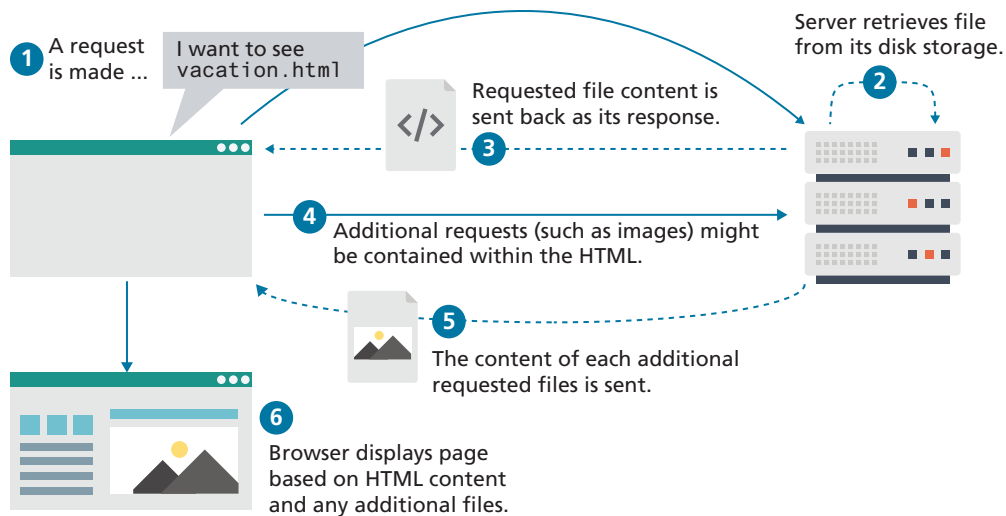 1
A request
is made ...
I want to see
vacation.html
Server retrieves file
from its disk storage.
2
Requested file content is
sent back as its response.
</>
3
4
Additional requests (such as images) might
be contained within the HTML.
5
The content of each additional
requested files is sent.
6
Browser displays page
based on HTML content
and any additional files.